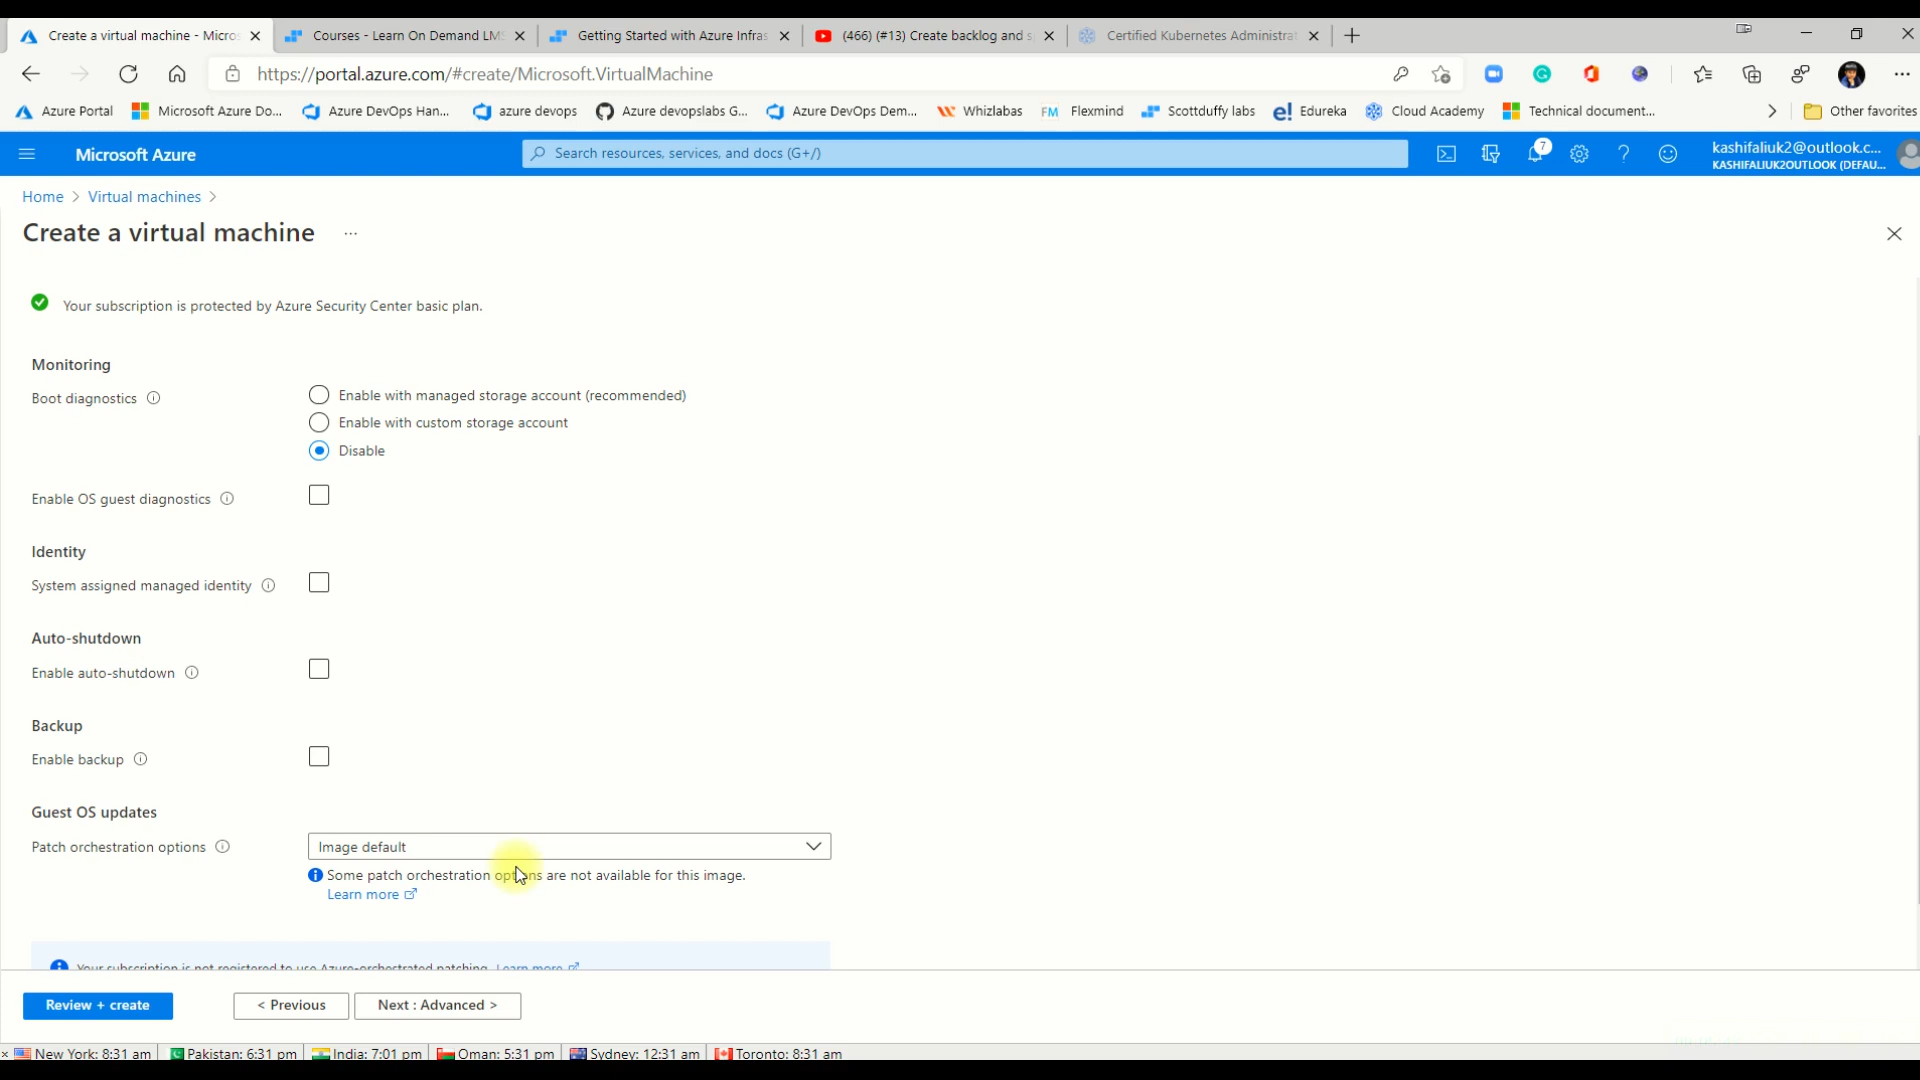 Create a virtual machine - Micros
Courses - Learn On Demand LMS
Getting Started with Azure Infras
(466) (#13) Create backlog and s
Certified Kubernetes Administrat
https://portal.azure.com/#create/Microsoft.VirtualMachine
Azure Portal
Microsoft Azure Do...
Azure DevOps Han...
azure devops
Azure devopslabs G...
Azure DevOps Dem...
Whizlabas
FM Flexmind
Scottduffy labs
e! Edureka
Cloud Academy
Technical document...
Other favorites
Microsoft Azure
Search resources, services, and docs (G+/)
7
kashifaliuk2@outlook.c...
KASHIFALIUK2OUTLOOK (DEFAU...
Home > Virtual machines >
Create a virtual machine ...
Your subscription is protected by Azure Security Center basic plan.
Monitoring
Boot diagnostics
Enable with managed storage account (recommended)
Enable with custom storage account
Disable
Enable OS guest diagnostics
Identity
System assigned managed identity
Auto-shutdown
Enable auto-shutdown
Backup
Enable backup
Guest OS updates
Patch orchestration options
Image default
Some patch orchestration options are not available for this image.
Learn more
Your subscription is not registered to use Azure-orchestrated patching. Learn more
Review + create
< Previous
Next : Advanced >
New York: 8:31 am
Pakistan: 6:31 pm
India: 7:01 pm
Oman: 5:31 pm
Sydney: 12:31 am
Toronto: 8:31 am